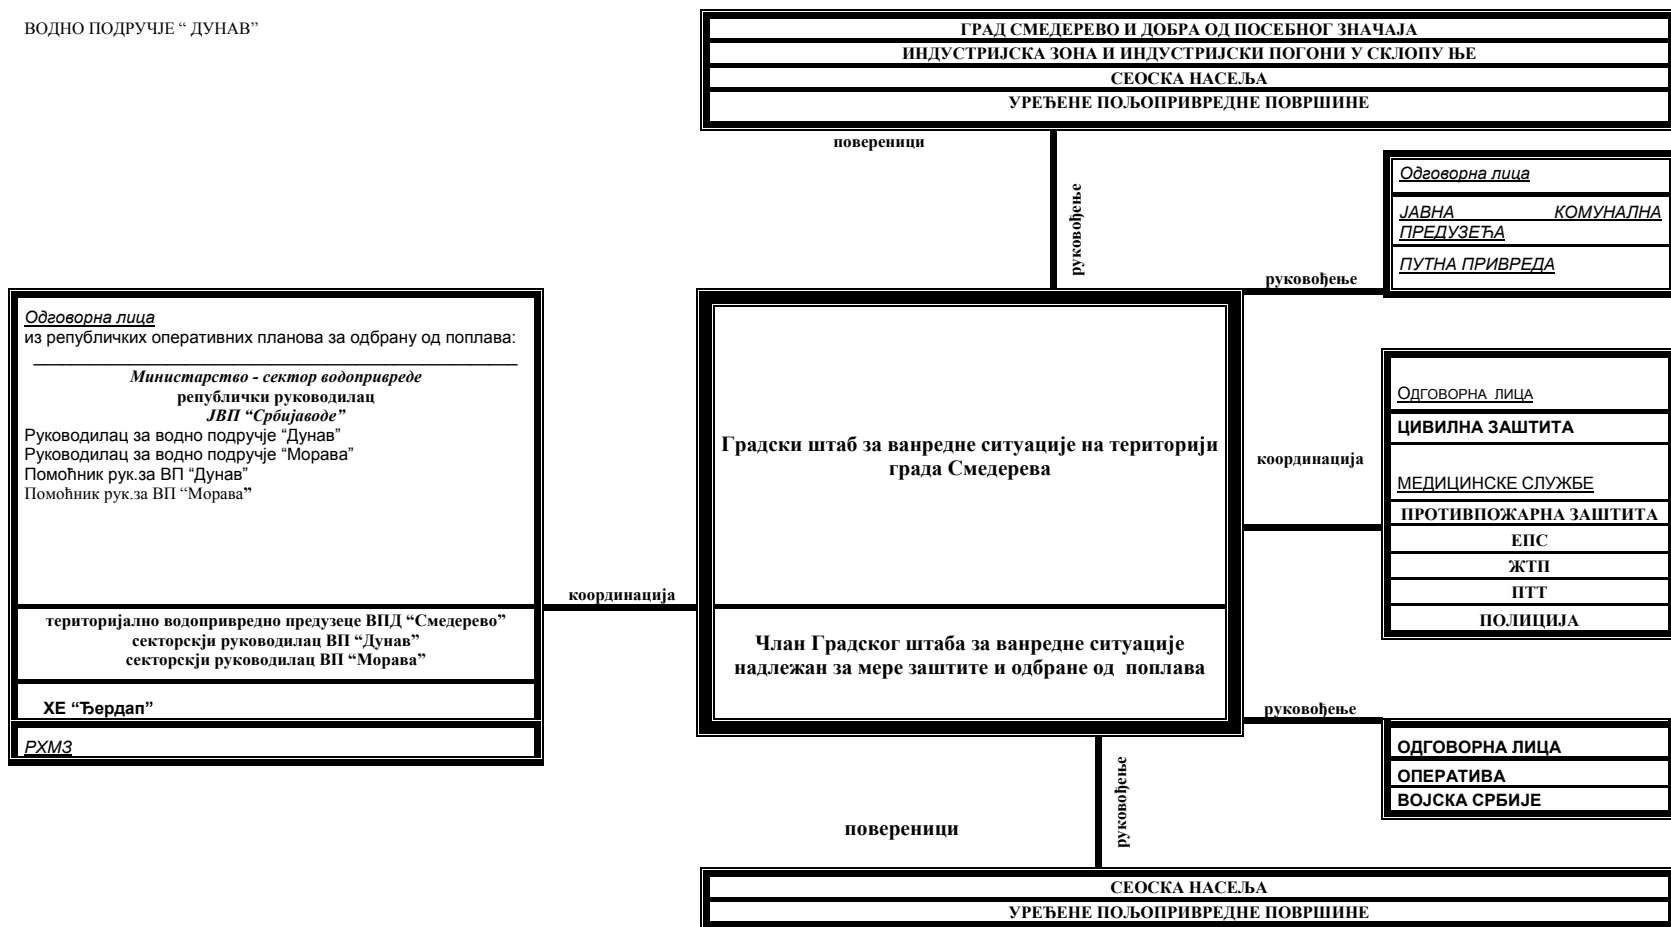 ВОДНО ПОДРУЧЈЕ “ ДУНАВ”
ГРАД СМЕДЕРЕВО И ДОБРА ОД ПОСЕБНОГ ЗНАЧАЈА
ИНДУСТРИЈСКА ЗОНА И ИНДУСТРИЈСКИ ПОГОНИ У СКЛОПУ ЊЕ
СЕОСКА НАСЕЉА
УРЕЂЕНЕ ПОЉОПРИВРЕДНЕ ПОВРШИНЕ
повереници
руковођење
Одговорна лица
ЈАВНА КОМУНАЛНА
ПРЕДУЗЕЋА
ПУТНА ПРИВРЕДА
руковођење
Одговорна лица
из републичких оперативних планова за одбрану од поплава:
Министарство - сектор водопривреде
републички руководилац
ЈВП “Србијаводе”
Руководилац за водно подручје “Дунав”
Руководилац за водно подручје “Морава”
Помоћник рук.за ВП “Дунав”
Помоћник рук.за ВП “Морава”
територијално водопривредно предузеце ВПД “Смедерево”
секторскји руководилац ВП “Дунав”
секторскји руководилац ВП “Морава”
ХЕ “Ђердап”
РХМЗ
координација
Градски штаб за ванредне ситуације на територији
града Смедерева
Члан Градског штаба за ванредне ситуације
надлежан за мере заштите и одбране од поплава
координација
ОДГОВОРНА ЛИЦА
ЦИВИЛНА ЗАШТИТА
МЕДИЦИНСКЕ СЛУЖБЕ
ПРОТИВПОЖАРНА ЗАШТИТА
ЕПС
ЖТП
ПТТ
ПОЛИЦИЈА
руковођење
ОДГОВОРНА ЛИЦА
ОПЕРАТИВА
ВОЈСКА СРБИЈЕ
руковођење
повереници
СЕОСКА НАСЕЉА
УРЕЂЕНЕ ПОЉОПРИВРЕДНЕ ПОВРШИНЕ